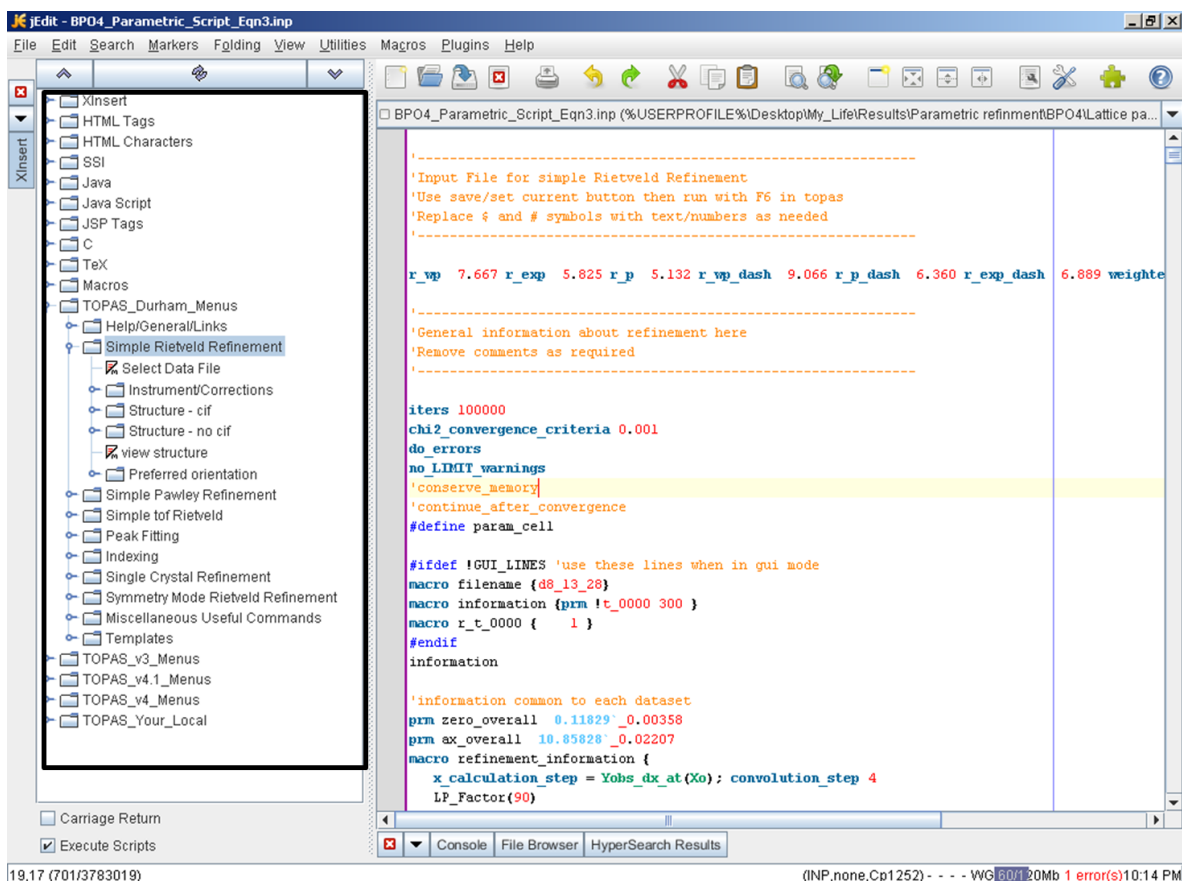 jEdit - BPO4_Parametric_Script_Eqn3.inp
File Edit Search Markers Folding View Utilities Macros Plugins Help
XInsert
XInsert
HTML Tags
HTML Characters
SSI
Java
Java Script
JSP Tags
C
TeX
Macros
TOPAS_Durham_Menus
Help/General/Links
Simple Rietveld Refinement
Select Data File
Instrument/Corrections
Structure - cif
Structure - no cif
view structure
Preferred orientation
Simple Pawley Refinement
Simple tof Rietveld
Peak Fitting
Indexing
Single Crystal Refinement
Symmetry Mode Rietveld Refinement
Miscellaneous Useful Commands
Templates
TOPAS_v3_Menus
TOPAS_v4.1_Menus
TOPAS_v4_Menus
TOPAS_Your_Local
Carriage Return
Execute Scripts
BPO4_Parametric_Script_Eqn3.inp (%USERPROFILE%\Desktop\My_Life\Results\Parametric refinment\BPO4\Lattice pa...
'----------------------------------------------------------------------
'Input File for simple Rietveld Refinement
'Use save/set current button then run with F6 in topas
'Replace $ and # symbols with text/numbers as needed
'----------------------------------------------------------------------
r_wp 7.667 r_exp 5.825 r_p 5.132 r_wp_dash 9.066 r_p_dash 6.360 r_exp_dash 6.889 weighte
'----------------------------------------------------------------------
'General information about refinement here
'Remove comments as required
'----------------------------------------------------------------------
iters 100000
chi2_convergence_criteria 0.001
do_errors
no_LIMIT_warnings
'conserve_memory
'continue_after_convergence
#define param_cell
#ifdef !GUI_LINES 'use these lines when in gui mode
macro filename {d8_13_28}
macro information {prm !t_0000 300 }
macro r_t_0000 { 1 }
#endif
information
'information common to each dataset
prm zero_overall 0.11829`_0.00358
prm ax_overall 10.85828`_0.02207
macro refinement_information {
x_calculation_step = Yobs_dx_at(Xo); convolution_step 4
LP_Factor(90)
Console File Browser HyperSearch Results
19,17 (701/3783019) (INP,none,Cp1252) - - - - WG 60/120Mb 1 error(s)10:14 PM